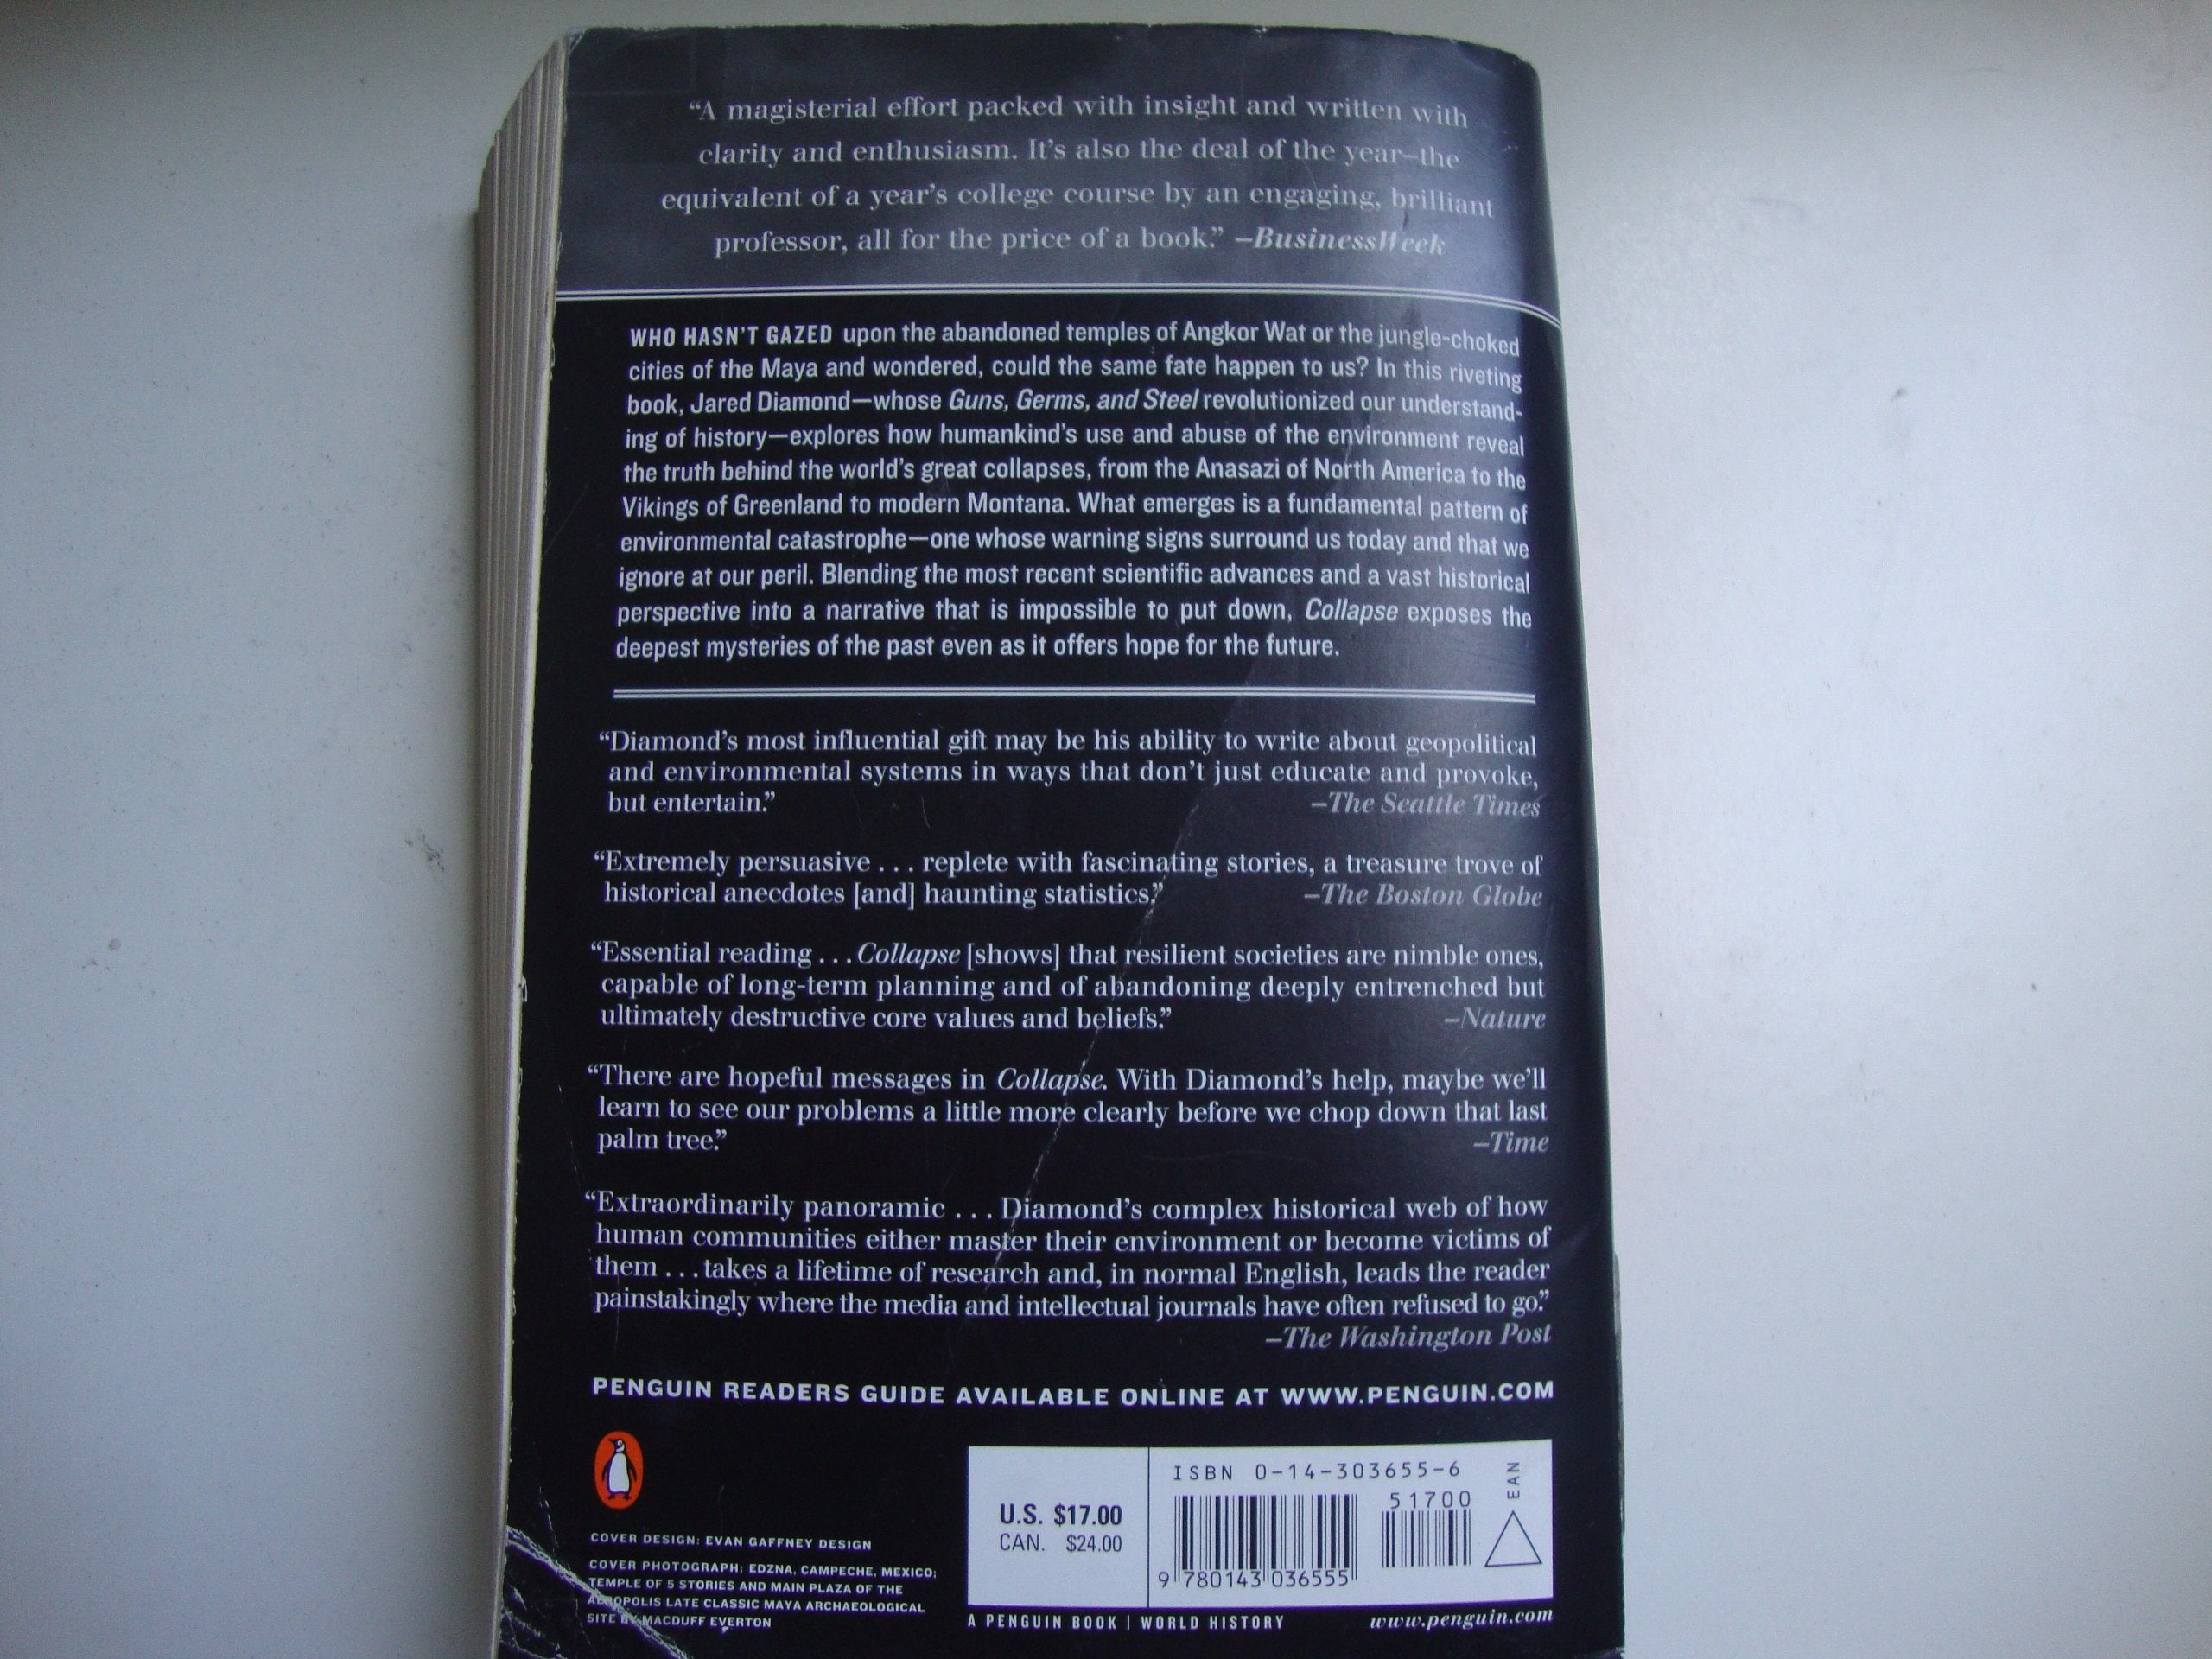 “A magisterial effort packed with insight and written with
clarity and enthusiasm. It’s also the deal of the year–the
equivalent of a year’s college course by an engaging, brilliant
professor, all for the price of a book.” –BusinessWeek
WHO HASN’T GAZED upon the abandoned temples of Angkor Wat or the jungle-choked
cities of the Maya and wondered, could the same fate happen to us? In this riveting
book, Jared Diamond—whose Guns, Germs, and Steel revolutionized our understand-
ing of history—explores how humankind’s use and abuse of the environment reveal
the truth behind the world’s great collapses, from the Anasazi of North America to the
Vikings of Greenland to modern Montana. What emerges is a fundamental pattern of
environmental catastrophe—one whose warning signs surround us today and that we
ignore at our peril. Blending the most recent scientific advances and a vast historical
perspective into a narrative that is impossible to put down, Collapse exposes the
deepest mysteries of the past even as it offers hope for the future.
“Diamond’s most influential gift may be his ability to write about geopolitical
and environmental systems in ways that don’t just educate and provoke,
but entertain.” –The Seattle Times
“Extremely persuasive . . . replete with fascinating stories, a treasure trove of
historical anecdotes [and] haunting statistics.” –The Boston Globe
“Essential reading . . . Collapse [shows] that resilient societies are nimble ones,
capable of long-term planning and of abandoning deeply entrenched but
ultimately destructive core values and beliefs.” –Nature
“There are hopeful messages in Collapse. With Diamond’s help, maybe we’ll
learn to see our problems a little more clearly before we chop down that last
palm tree.” –Time
“Extraordinarily panoramic . . . Diamond’s complex historical web of how
human communities either master their environment or become victims of
them . . . takes a lifetime of research and, in normal English, leads the reader
painstakingly where the media and intellectual journals have often refused to go.”
–The Washington Post
PENGUIN READERS GUIDE AVAILABLE ONLINE AT WWW.PENGUIN.COM
COVER DESIGN: EVAN GAFFNEY DESIGN
COVER PHOTOGRAPH: EDZNA, CAMPECHE, MEXICO;
TEMPLE OF 5 STORIES AND MAIN PLAZA OF THE
ACROPOLIS LATE CLASSIC MAYA ARCHAEOLOGICAL
SITE BY MACDUFF EVERTON
U.S. $17.00
CAN. $24.00
ISBN 0-14-303655-6
51700
EAN
9 780143 036555
A PENGUIN BOOK | WORLD HISTORY
www.penguin.com